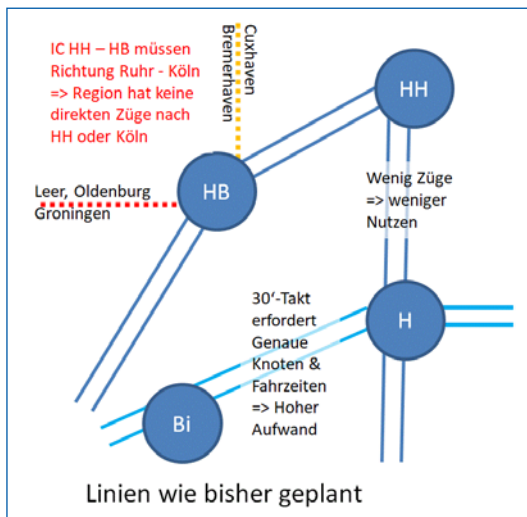 IC HH – HB müssen
Richtung Ruhr - Köln
=> Region hat keine
direkten Züge nach
HH oder Köln
Cuxhaven
Bremerhaven
HH
Leer, Oldenburg
Groningen
HB
Wenig Züge
=> weniger
Nutzen
30‘-Takt
erfordert
Genaue
Knoten &
Fahrzeiten
=> Hoher
Aufwand
H
Bi
Linien wie bisher geplant